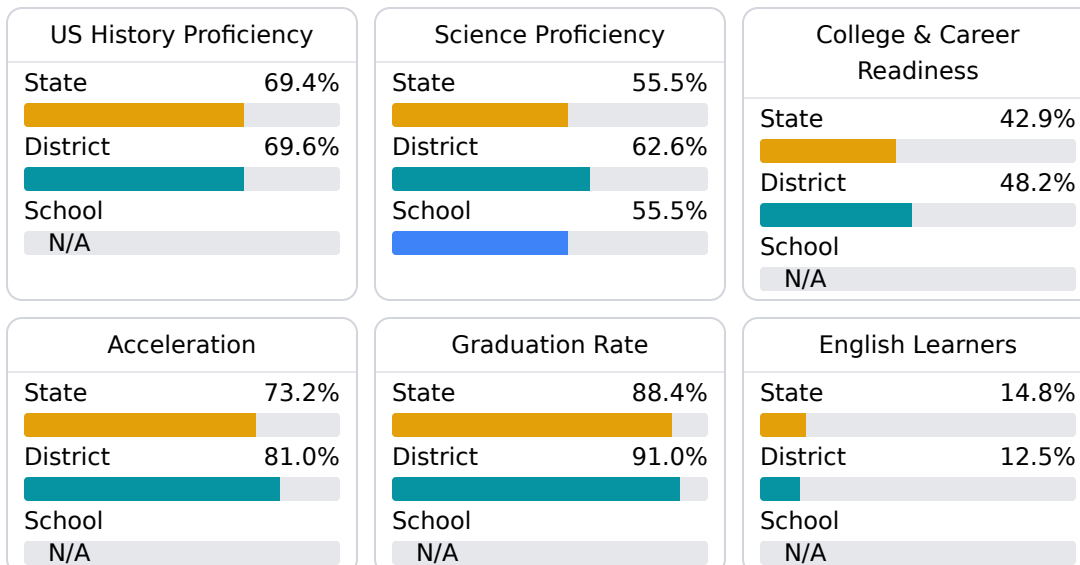 US History Proficiency
State 69.4%
District 69.6%
School
N/A
Science Proficiency
State 55.5%
District 62.6%
School 55.5%
College & Career
Readiness
State 42.9%
District 48.2%
School
N/A
Acceleration
State 73.2%
District 81.0%
School
N/A
Graduation Rate
State 88.4%
District 91.0%
School
N/A
English Learners
State 14.8%
District 12.5%
School
N/A